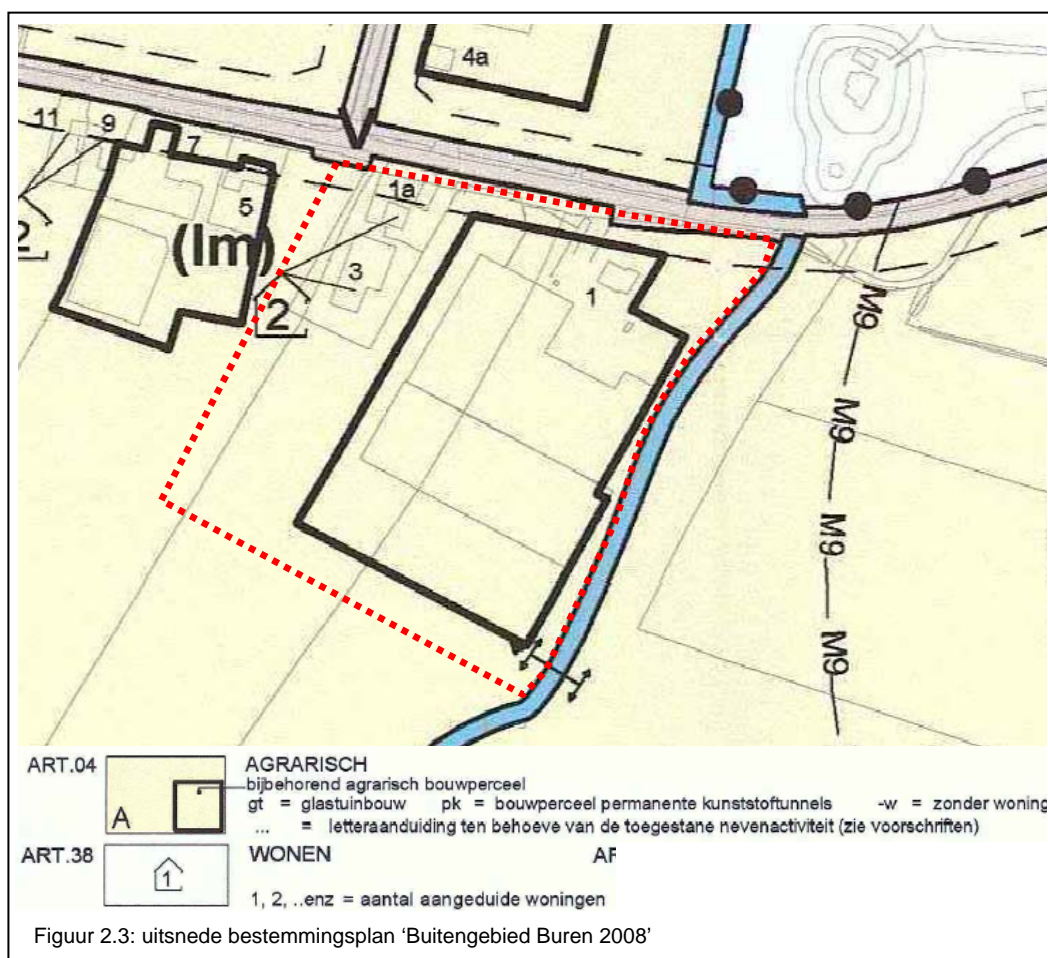 4a
11
9
7
1a
5
(lm)
3
2
2
1
M9
M9
M9
M9
ART.04
AGRARISCH
bijbehorend agrarisch bouwperceel
A
gt = glastuinbouw pk = bouwperceel permanente kunststoftunnels -w = zonder woning
... = letteraanduiding ten behoeve van de toegestane nevenactiviteit (zie voorschriften)
ART.38
WONEN
1
1, 2, ..enz = aantal aangeduide woningen
Figuur 2.3: uitsnede bestemmingsplan 'Buitengebied Buren 2008'